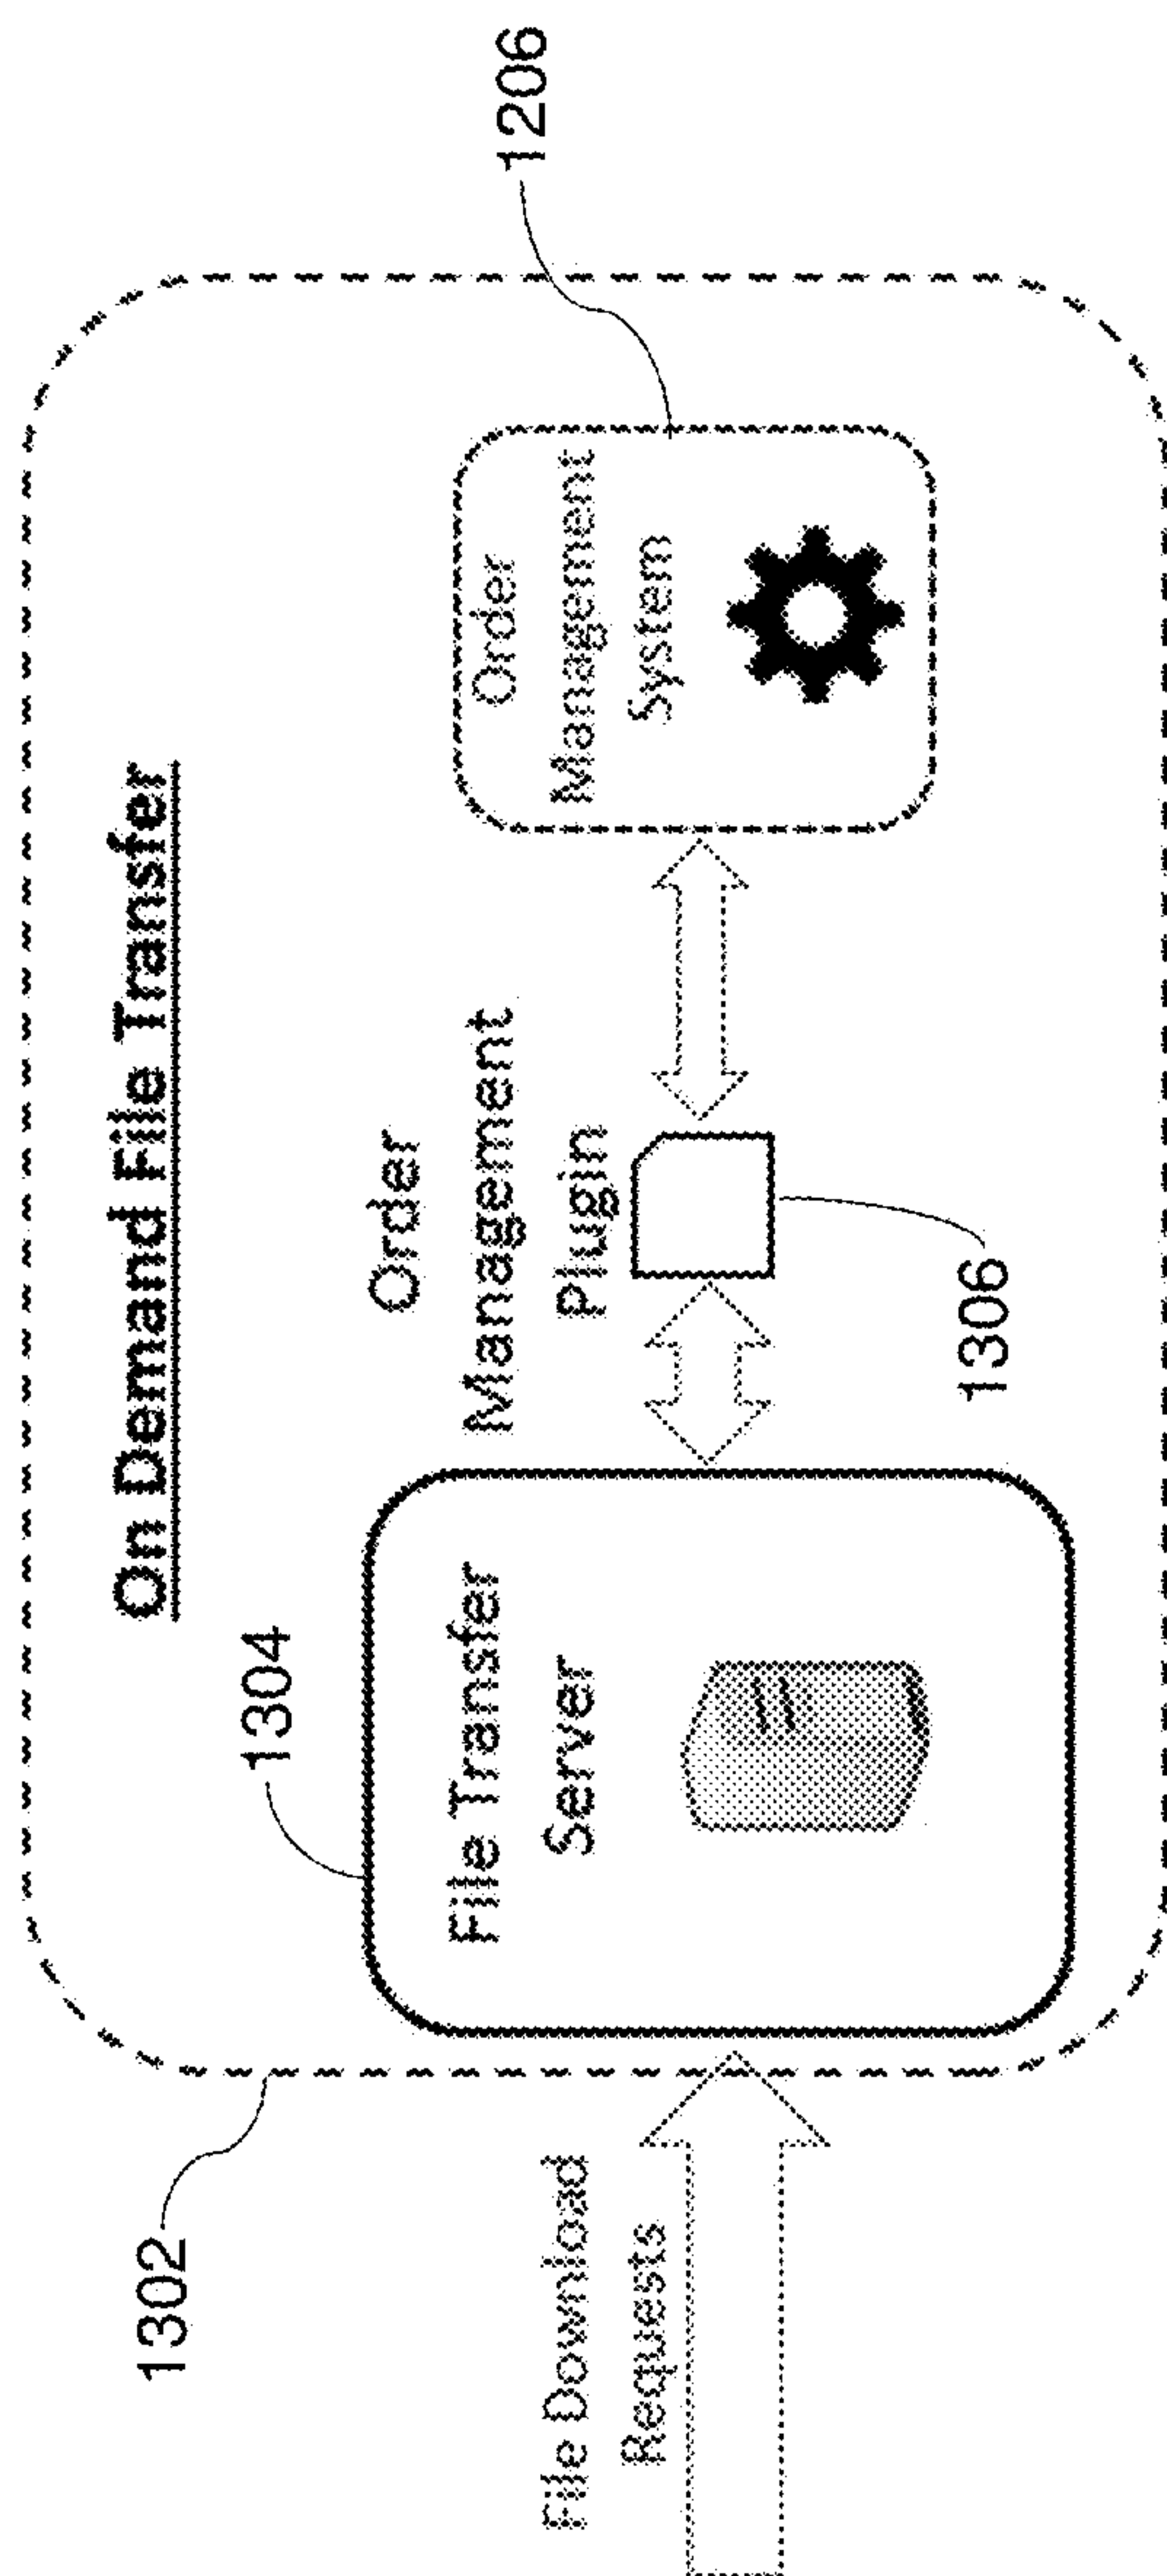 On Demand File Transfer
1302
1304
1206
File Download
Requests
File Transfer
Server
Order
Management
Plugin
1306
Order
Management
System